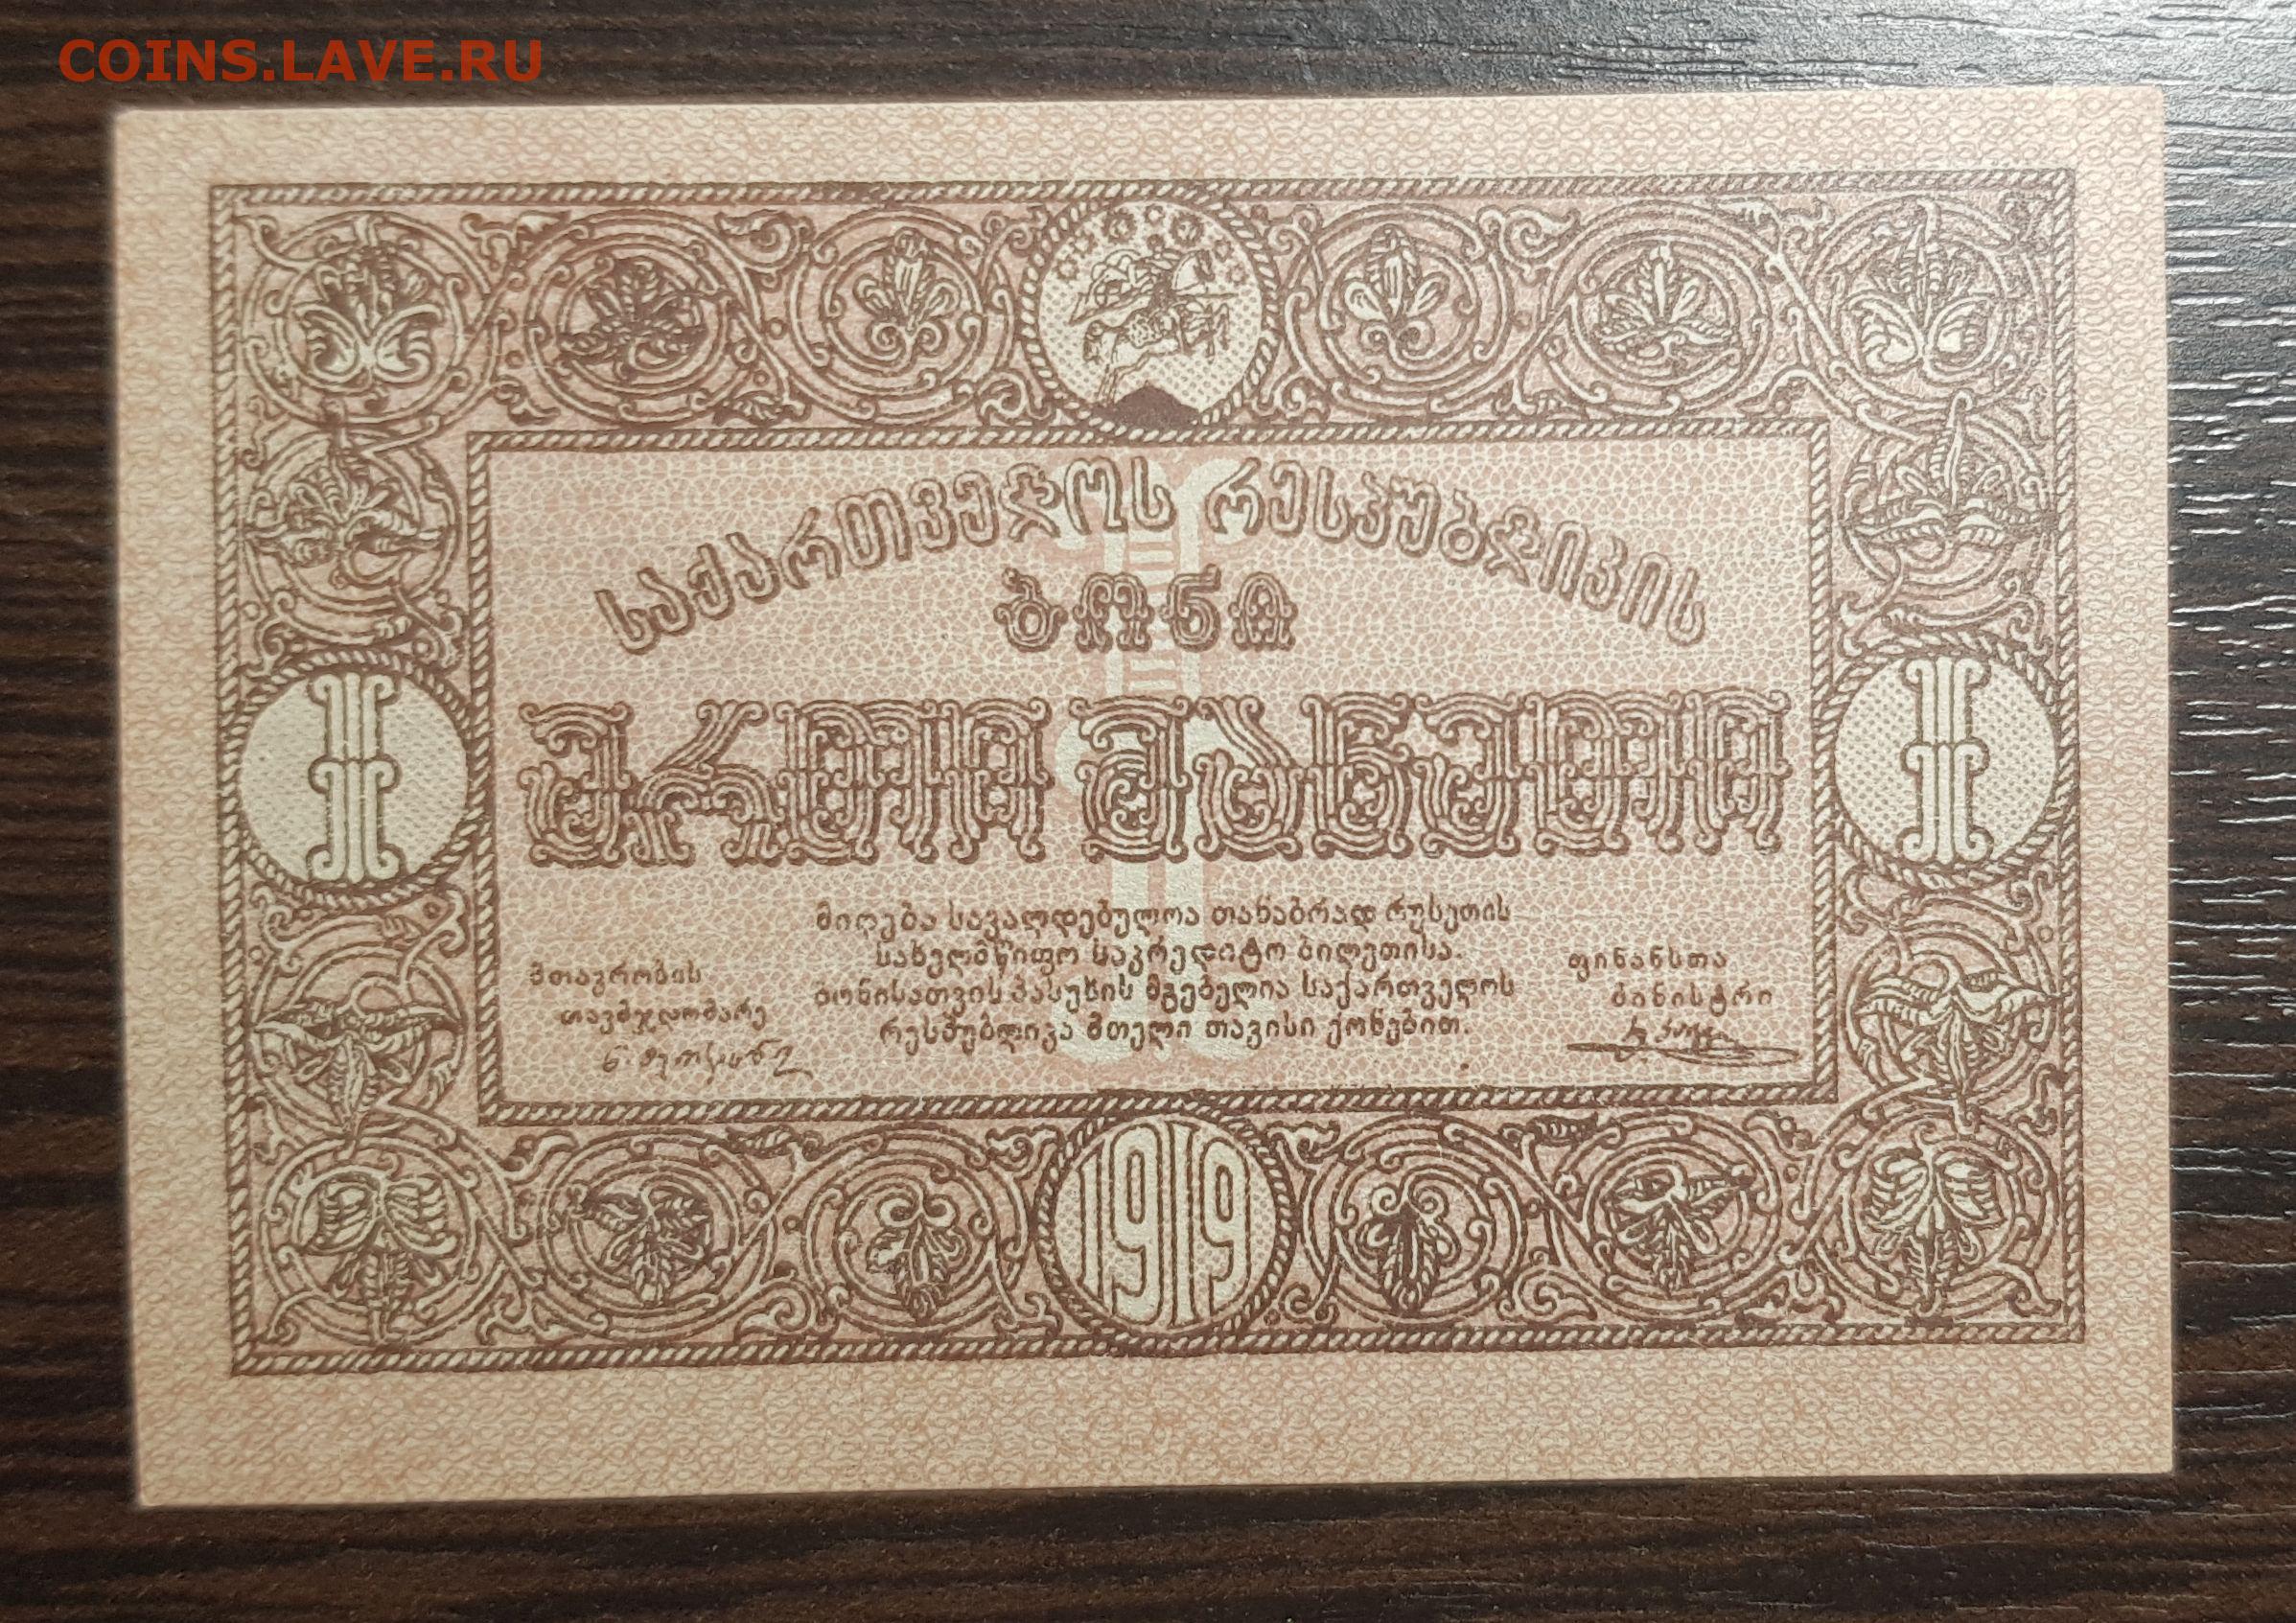 COINS.LAVE.RU
საქართველოს რესპუბლიკის
ბონი
ერთი მანეთი
1
1
მიღება სავალდებულოა თანაბრად რუსეთის
სახელმწიფო საკრედიტო ბილეთისა.
ბონისათვის პასუხის მგებელია საქართველოს
რესპუბლიკა მთელი თავისი ქონებით.
მთავრობის
თავმჯდომარე
ფინანსთა
მინისტრი
1919